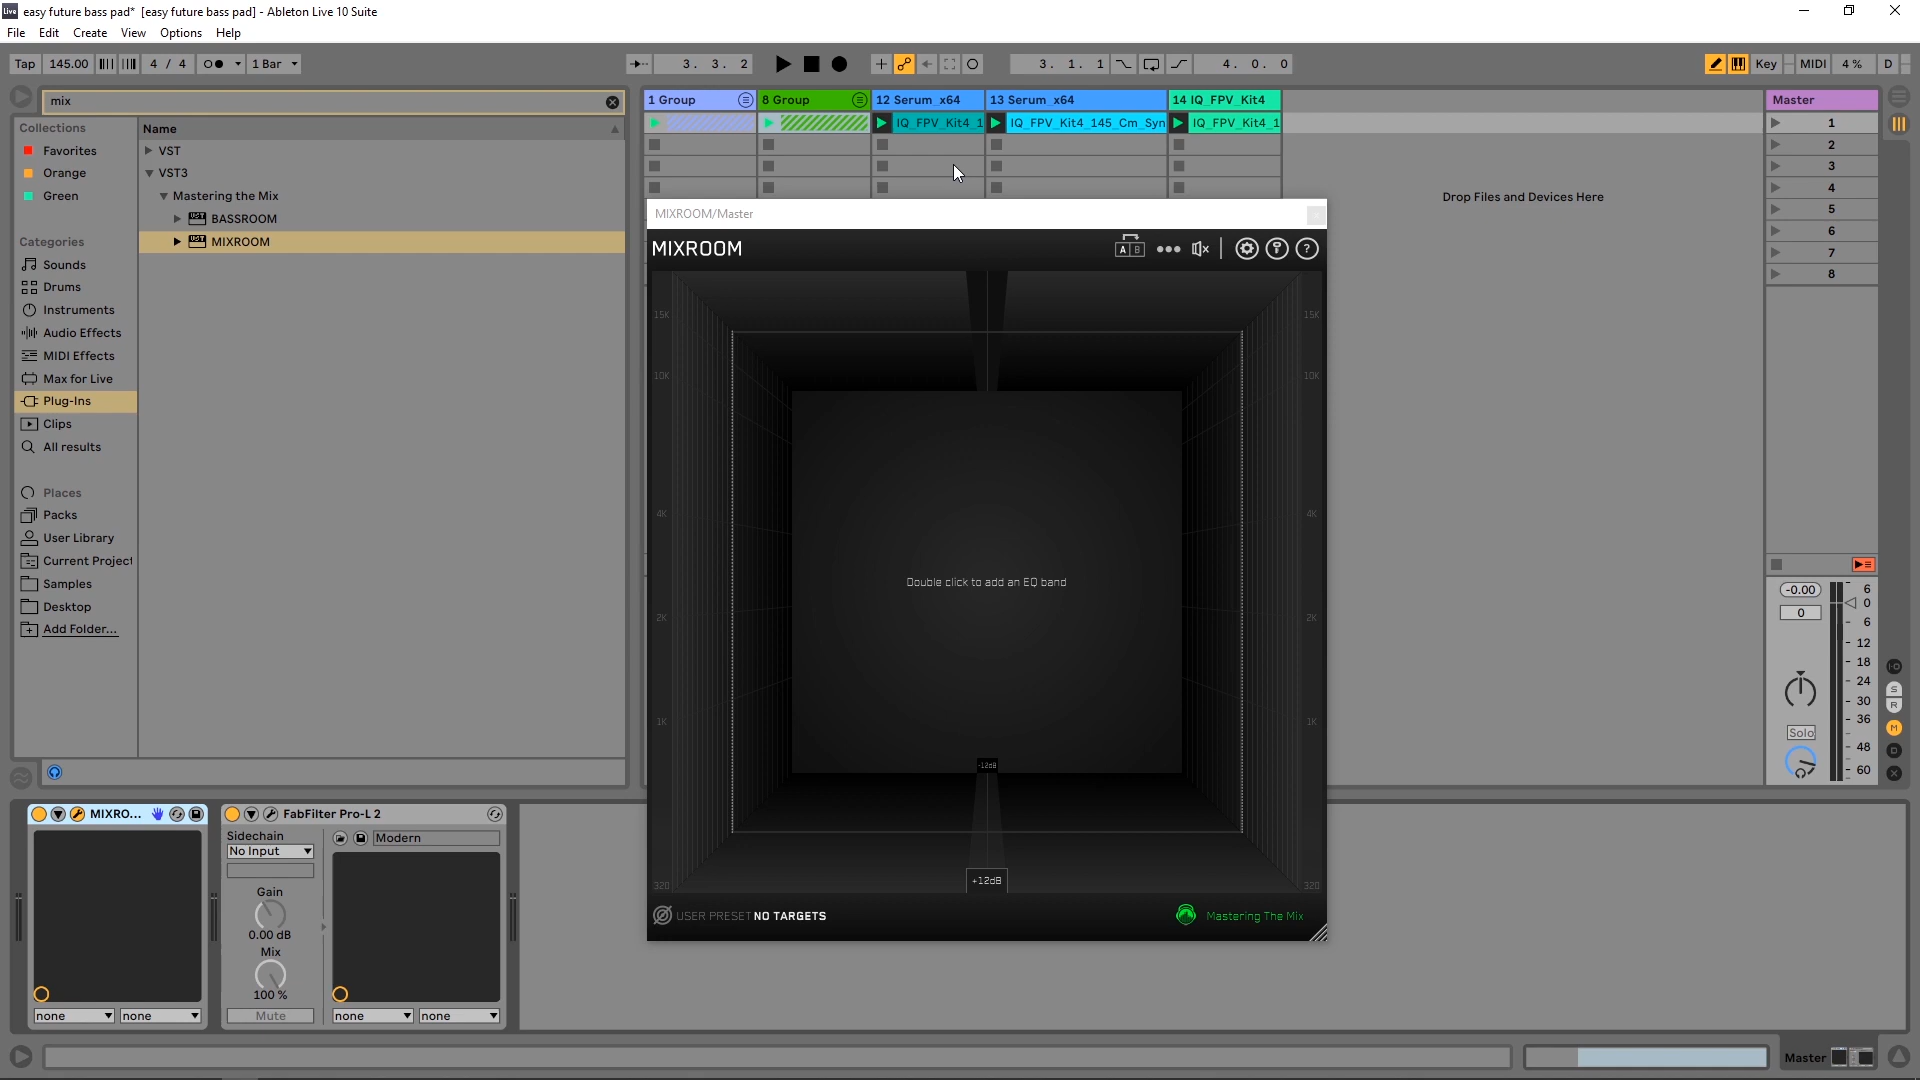 easy future bass pad* [easy future bass pad] - Ableton Live 10 Suite
File Edit Create View Options Help
Tap 145.00 4 / 4 1 Bar 3. 3. 2 3. 1. 1 4. 0. 0 Key MIDI 4 % D
mix
Collections
Favorites
Orange
Green
Categories
Sounds
Drums
Instruments
Audio Effects
MIDI Effects
Max for Live
Plug-Ins
Clips
All results
Places
Packs
User Library
Current Project
Samples
Desktop
Add Folder...
Name
VST
VST3
Mastering the Mix
BASSROOM
MIXROOM
1 Group 8 Group 12 Serum_x64 13 Serum_x64 14 IQ_FPV_Kit4 Master
IQ_FPV_Kit4_1 IQ_FPV_Kit4_145_Cm_Syn IQ_FPV_Kit4_1 1
2
3
4
5
6
7
8
Drop Files and Devices Here
MIXROOM/Master
MIXROOM A B ?
15K 15K
10K 10K
4K 4K
Double click to add an EQ band
2K 2K
1K 1K
-12dB
320 +12dB 320
USER PRESET NO TARGETS Mastering The Mix
-0.00 6
0 0
6
12
18
24
30
36
48
60
Solo
I·O
S
R
M
D
MIXRO...
none none
FabFilter Pro-L 2
Sidechain
No Input
Gain
0.00 dB
Mix
100 %
Mute
Modern
none none
Master